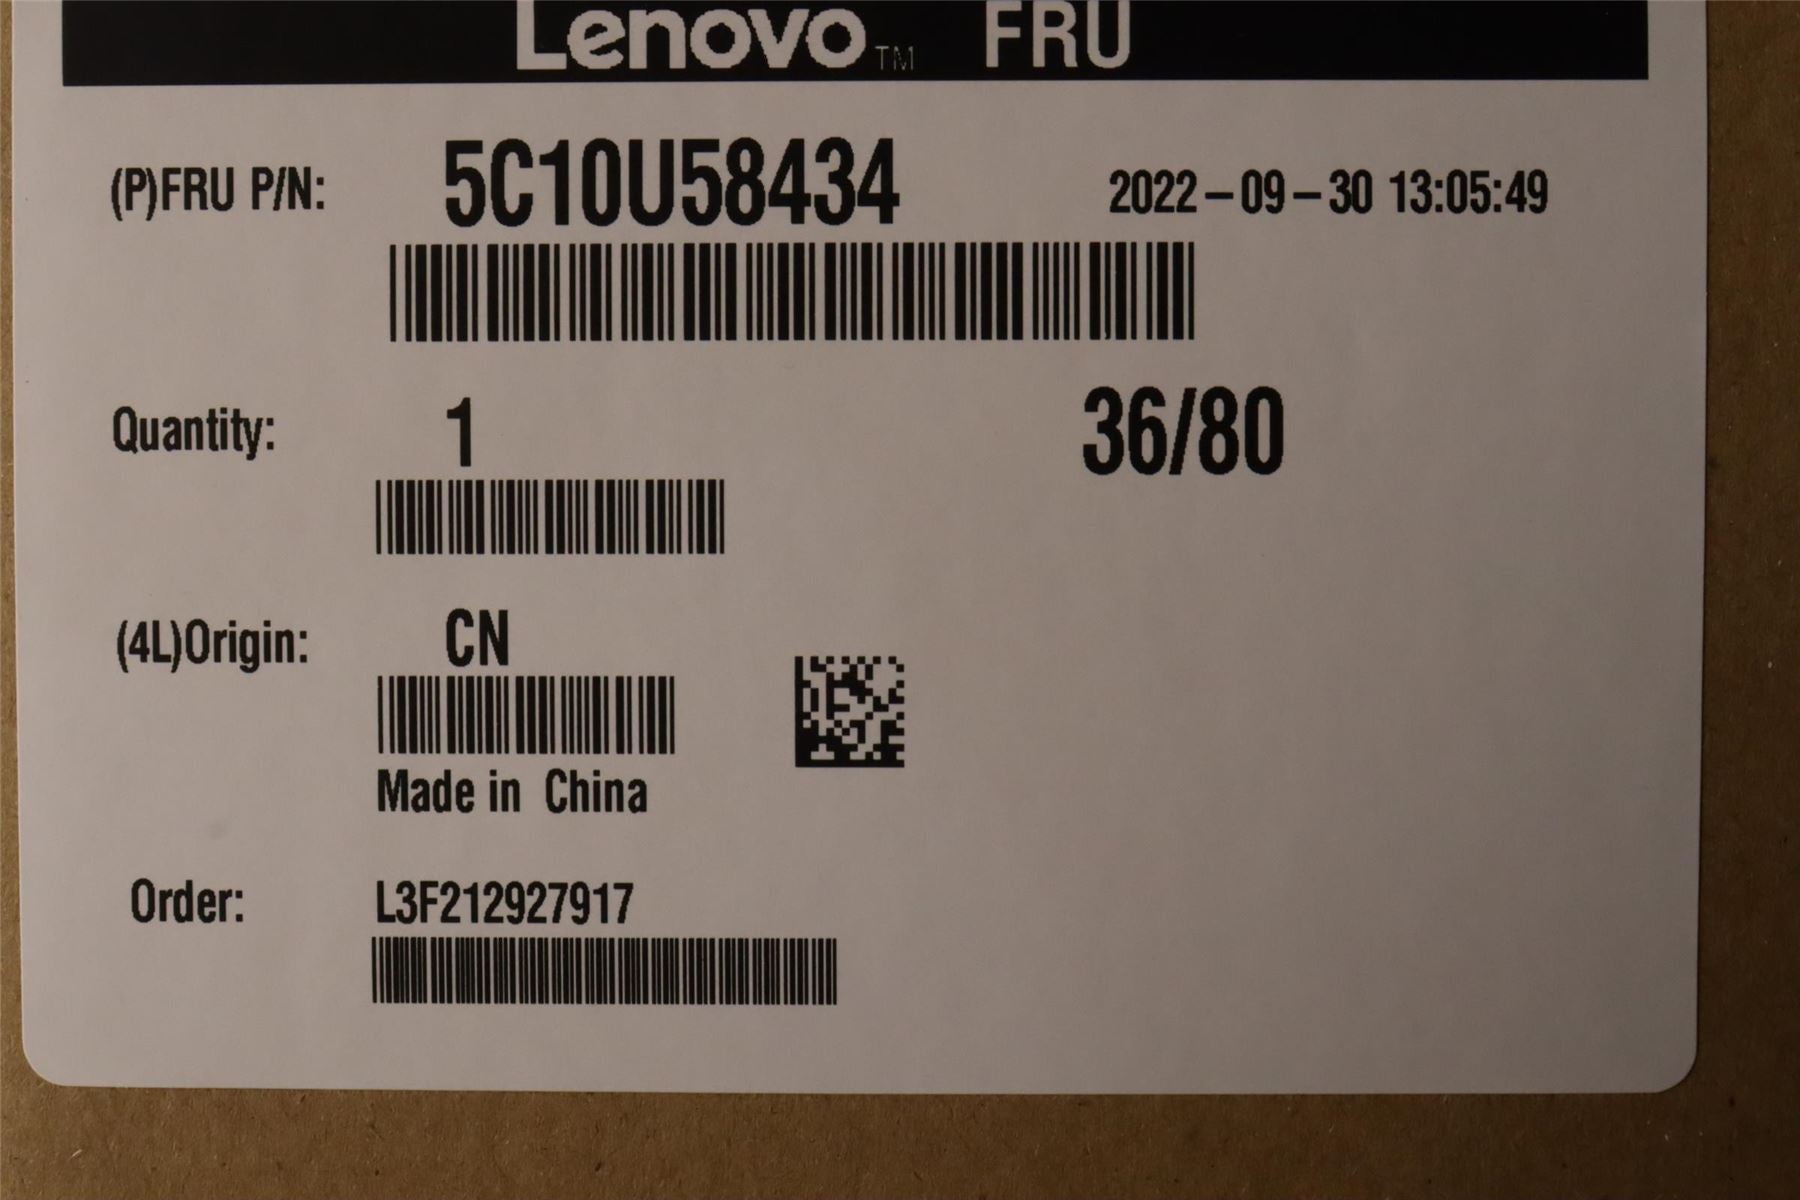 Lenovo™ FRU
(P)FRU P/N: 5C10U58434 2022-09-30 13:05:49
Quantity: 1 36/80
(4L)Origin: CN
Made in China
Order: L3F212927917